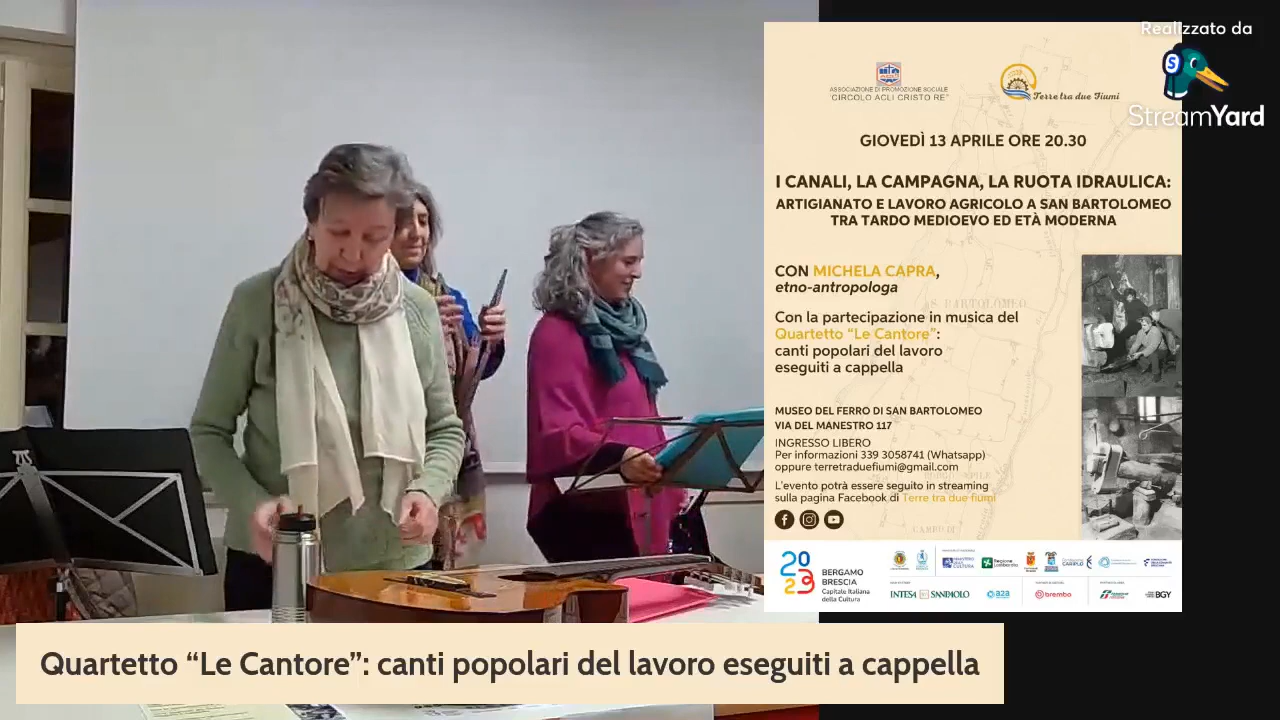 Realizzato da
StreamYard
ASSOCIAZIONE DI PROMOZIONE SOCIALE
"CIRCOLO ACLI CRISTO RE"
Terre tra due Fiumi
GIOVEDÌ 13 APRILE ORE 20.30
I CANALI, LA CAMPAGNA, LA RUOTA IDRAULICA:
ARTIGIANATO E LAVORO AGRICOLO A SAN BARTOLOMEO
TRA TARDO MEDIOEVO ED ETÀ MODERNA
CON MICHELA CAPRA,
etno-antropologa
S. BARTOLOMEO
Con la partecipazione in musica del
Quartetto “Le Cantore”:
canti popolari del lavoro
eseguiti a cappella
MUSEO DEL FERRO DI SAN BARTOLOMEO
VIA DEL MANESTRO 117
INGRESSO LIBERO
Per informazioni 339 3058741 (Whatsapp)
oppure terretraduefiumi@gmail.com
L'evento potrà essere seguito in streaming
sulla pagina Facebook di Terre tra due fiumi
CAMPO DI
2023
BERGAMO
BRESCIA
Capitale Italiana
della Cultura
INTESA SANPAOLO
a2a
brembo
BGY
Quartetto “Le Cantore”: canti popolari del lavoro eseguiti a cappella